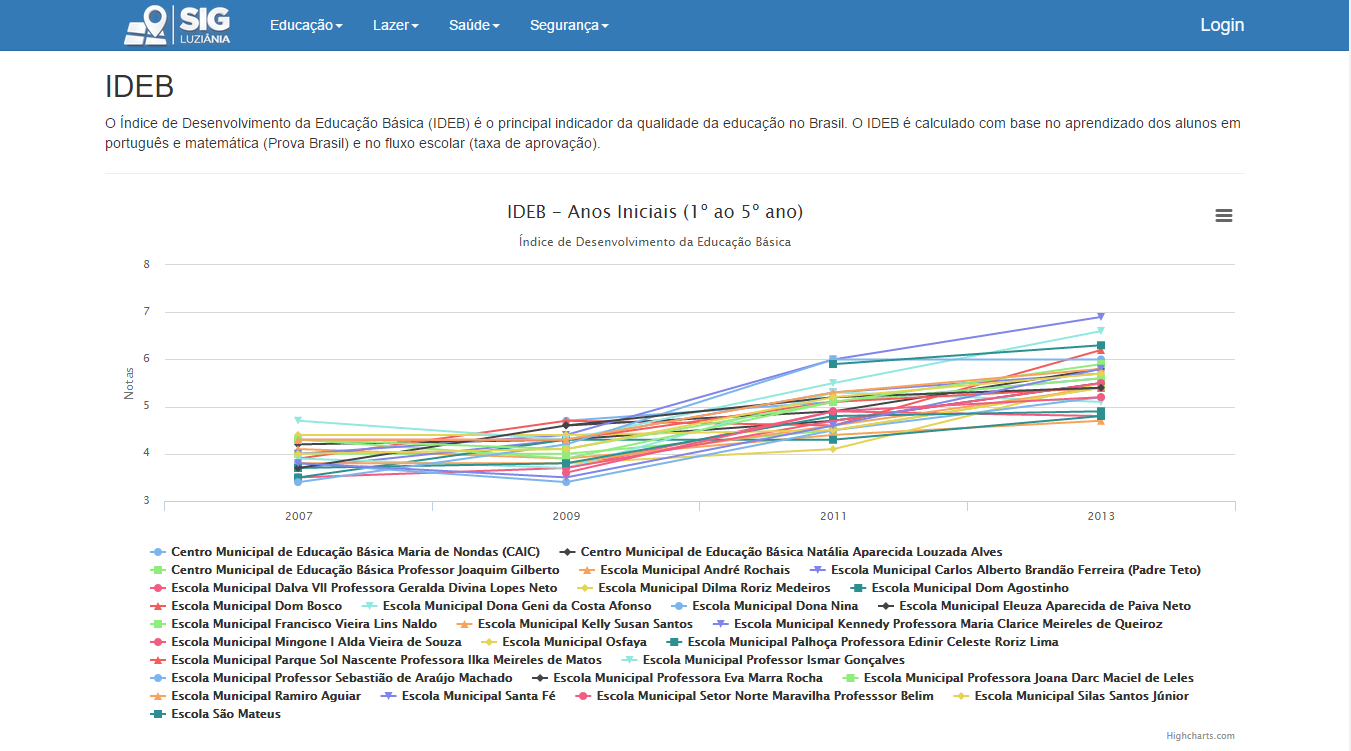 SIG
LUZIÂNIA
Educação Lazer Saúde Segurança Login
IDEB
O Índice de Desenvolvimento da Educação Básica (IDEB) é o principal indicador da qualidade da educação no Brasil. O IDEB é calculado com base no aprendizado dos alunos em
português e matemática (Prova Brasil) e no fluxo escolar (taxa de aprovação).
IDEB - Anos Iniciais (1º ao 5º ano)
Índice de Desenvolvimento da Educação Básica
Notas
8
7
6
5
4
3
2007 2009 2011 2013
Centro Municipal de Educação Básica Maria de Nondas (CAIC) Centro Municipal de Educação Básica Natália Aparecida Louzada Alves
Centro Municipal de Educação Básica Professor Joaquim Gilberto Escola Municipal André Rochais Escola Municipal Carlos Alberto Brandão Ferreira (Padre Teto)
Escola Municipal Dalva VII Professora Geralda Divina Lopes Neto Escola Municipal Dilma Roriz Medeiros Escola Municipal Dom Agostinho
Escola Municipal Dom Bosco Escola Municipal Dona Geni da Costa Afonso Escola Municipal Dona Nina Escola Municipal Eleuza Aparecida de Paiva Neto
Escola Municipal Francisco Vieira Lins Naldo Escola Municipal Kelly Susan Santos Escola Municipal Kennedy Professora Maria Clarice Meireles de Queiroz
Escola Municipal Mingone I Alda Vieira de Souza Escola Municipal Osfaya Escola Municipal Palhoça Professora Edinir Celeste Roriz Lima
Escola Municipal Parque Sol Nascente Professora Ilka Meireles de Matos Escola Municipal Professor Ismar Gonçalves
Escola Municipal Professor Sebastião de Araújo Machado Escola Municipal Professora Eva Marra Rocha Escola Municipal Professora Joana Darc Maciel de Leles
Escola Municipal Ramiro Aguiar Escola Municipal Santa Fé Escola Municipal Setor Norte Maravilha Professsor Belim Escola Municipal Silas Santos Júnior
Escola São Mateus
Highcharts.com